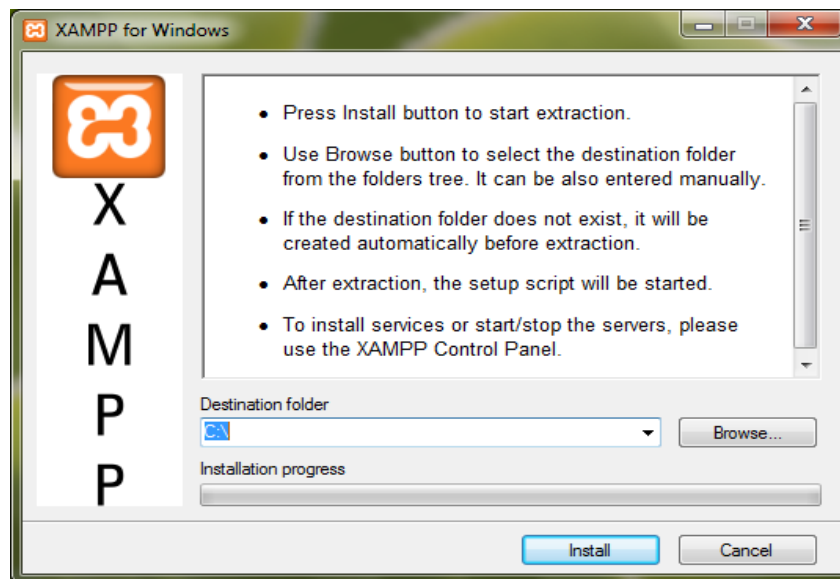 XAMPP for Windows
X
A
M
P
P
• Press Install button to start extraction.
• Use Browse button to select the destination folder
from the folders tree. It can be also entered manually.
• If the destination folder does not exist, it will be
created automatically before extraction.
• After extraction, the setup script will be started.
• To install services or start/stop the servers, please
use the XAMPP Control Panel.
Destination folder
C:\
Browse...
Installation progress
Install
Cancel